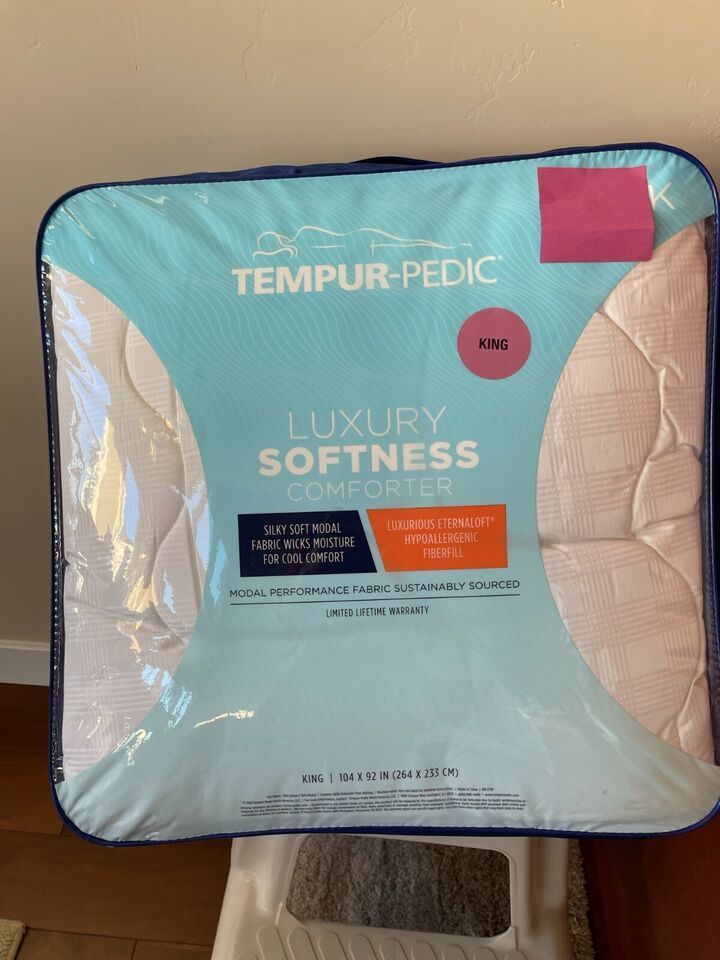 K
TEMPUR-PEDIC®
KING
LUXURY
SOFTNESS
COMFORTER
SILKY SOFT MODAL
FABRIC WICKS MOISTURE
FOR COOL COMFORT
LUXURIOUS ETERNALOFT®
HYPOALLERGENIC
FIBERFILL
MODAL PERFORMANCE FABRIC SUSTAINABLY SOURCED
LIMITED LIFETIME WARRANTY
KING | 104 X 92 IN (264 X 233 CM)